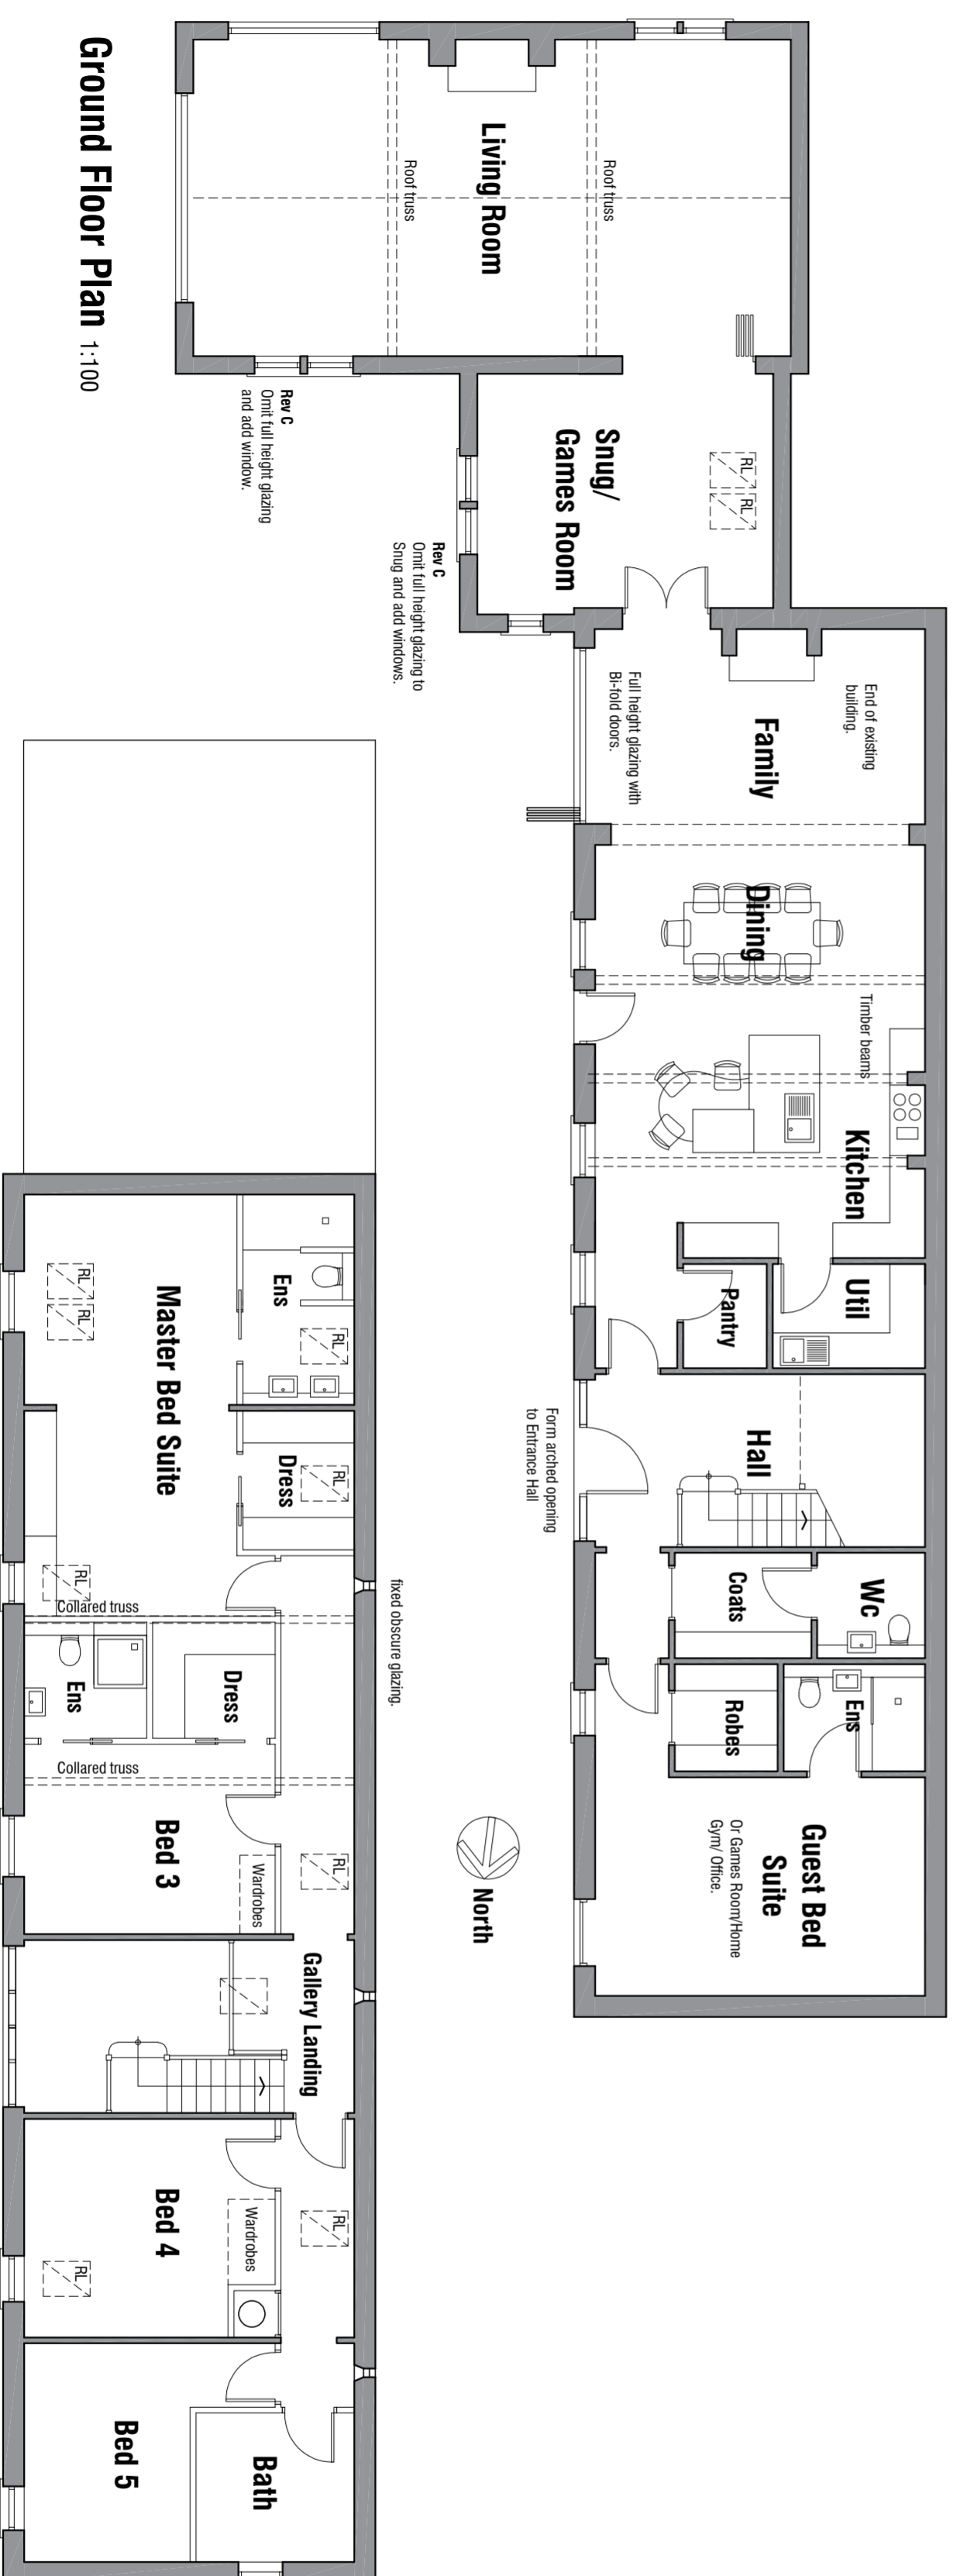 Ground Floor Plan 1:100
Living Room
Roof truss
Roof truss
Rev C
Omit full height glazing
and add window.
Snug/
Games Room
RL
RL
Rev C
Omit full height glazing to
Snug and add windows.
End of existing
building.
Family
Full height glazing with
Bi-fold doors.
Dining
Timber beams
Kitchen
Util
Pantry
Hall
Form arched opening
to Entrance Hall
Wc
Coats
Ens
Robes
Guest Bed
Suite
Or Games Room/Home
Gym/ Office.
North
Ens
RL
RL
RL
Master Bed Suite
Dress
RL
RL
Collared truss
fixed obscure glazing.
Ens
Dress
Collared truss
Bed 3
Wardrobes
RL
Gallery Landing
Bed 4
Wardrobes
RL
RL
Bed 5
Bath